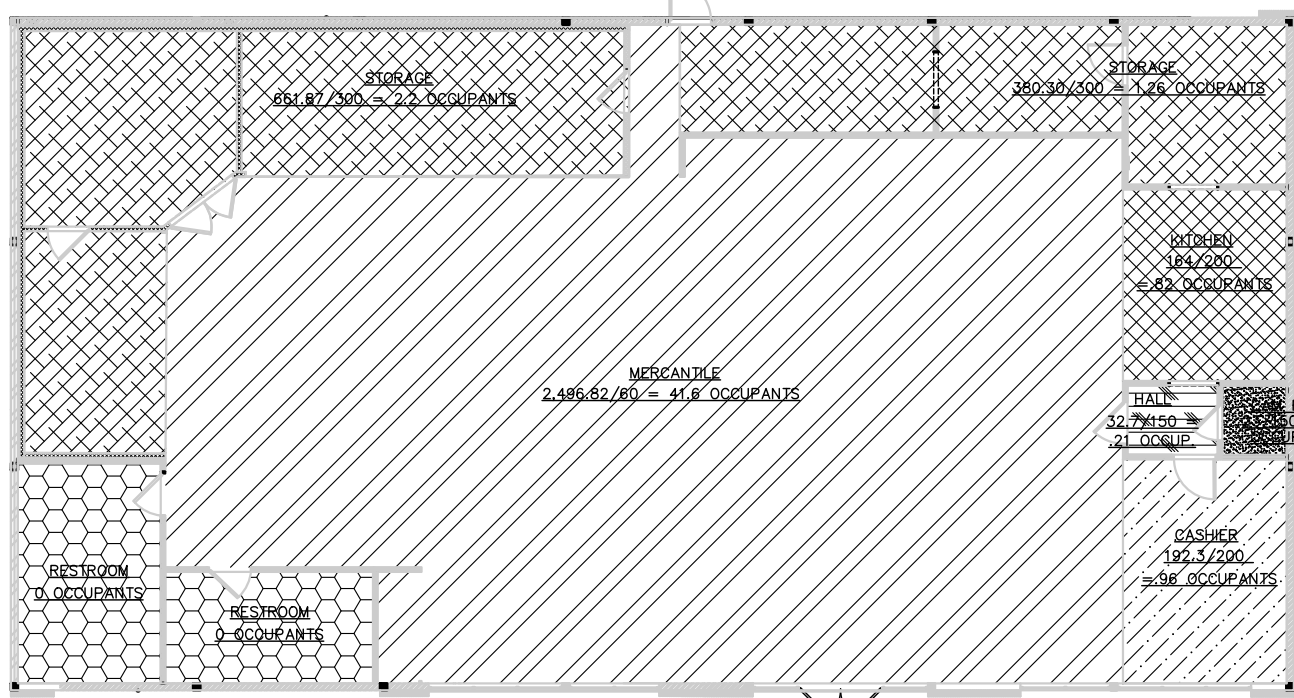 STORAGE
661.87/300 = 2.2 OCCUPANTS
STORAGE
380.30/300 = 1.26 OCCUPANTS
KITCHEN
164/200
=.82 OCCUPANTS
MERCANTILE
2,496.82/60 = 41.6 OCCUPANTS
HALL
32.7/150 =
.21 OCCUP.
CASHIER
192.3/200
=.96 OCCUPANTS
RESTROOM
0 OCCUPANTS
RESTROOM
0 OCCUPANTS